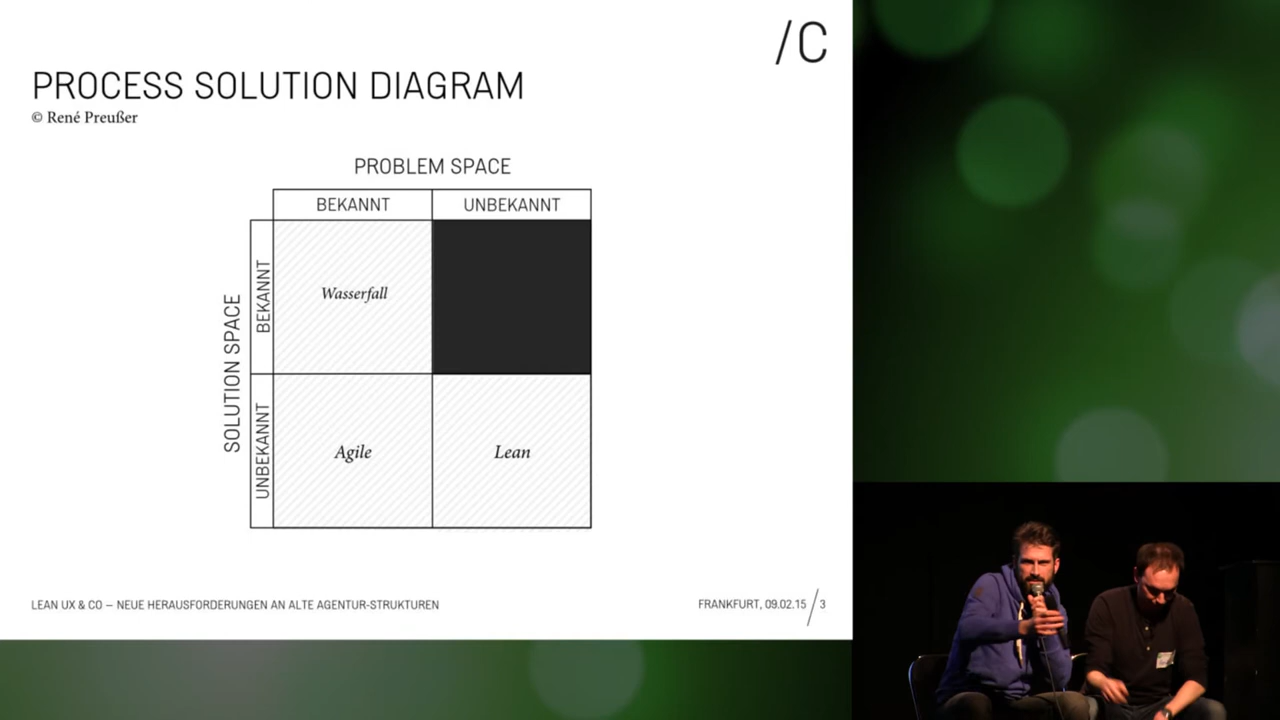 /C
PROCESS SOLUTION DIAGRAM
© René Preußer
PROBLEM SPACE
BEKANNT
UNBEKANNT
SOLUTION SPACE
BEKANNT
Wasserfall
UNBEKANNT
Agile
Lean
LEAN UX & CO – NEUE HERAUSFORDERUNGEN AN ALTE AGENTUR-STRUKTUREN
FRANKFURT, 09.02.15 / 3